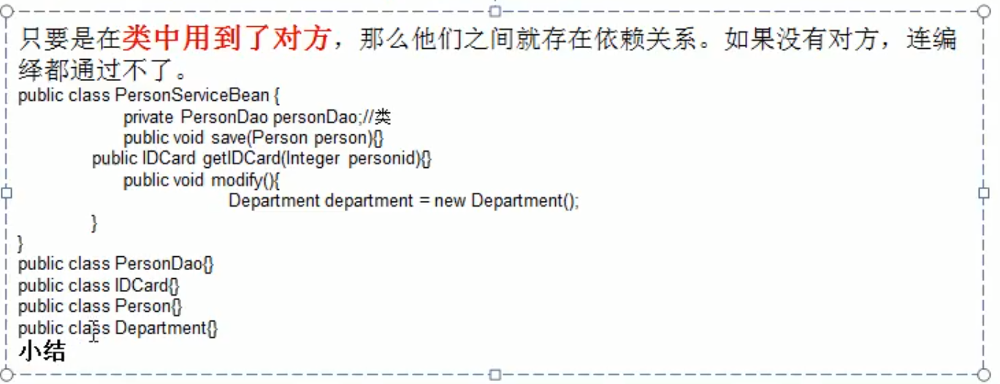 只要是在类中用到了对方，那么他们之间就存在依赖关系。如果没有对方，连编
绎都通过不了。
public class PersonServiceBean {
private PersonDao personDao;//类
public void save(Person person){}
public IDCard getIDCard(Integer personid){}
public void modify(){
Department department = new Department();
}
}
public class PersonDao{}
public class IDCard{}
public class Person{}
public class Department{}
小结